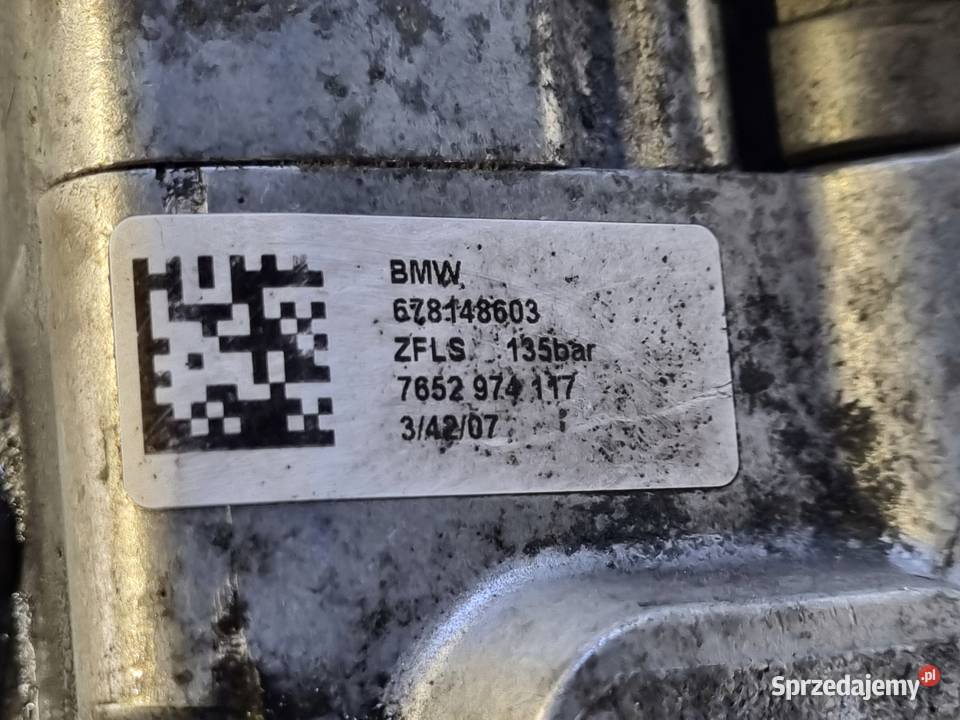 BMW
678148603
ZFLS 135bar
7652 974 117
3/42/07
Sprzedajemy.pl